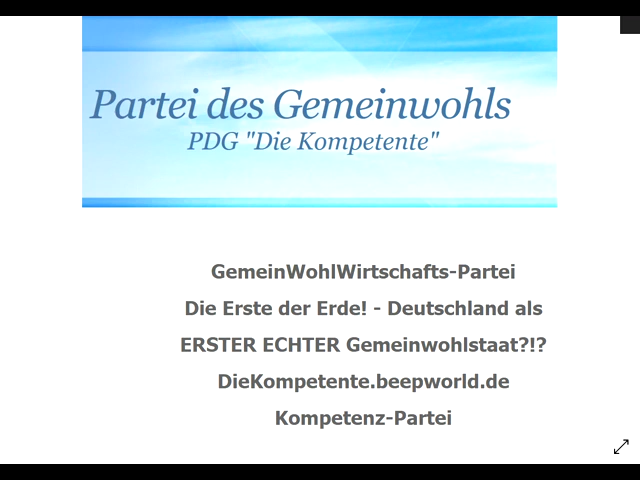 Partei des Gemeinwohls
PDG "Die Kompetente"
GemeinWohlWirtschafts-Partei
Die Erste der Erde! - Deutschland als
ERSTER ECHTER Gemeinwohlstaat?!?
DieKompetente.beepworld.de
Kompetenz-Partei